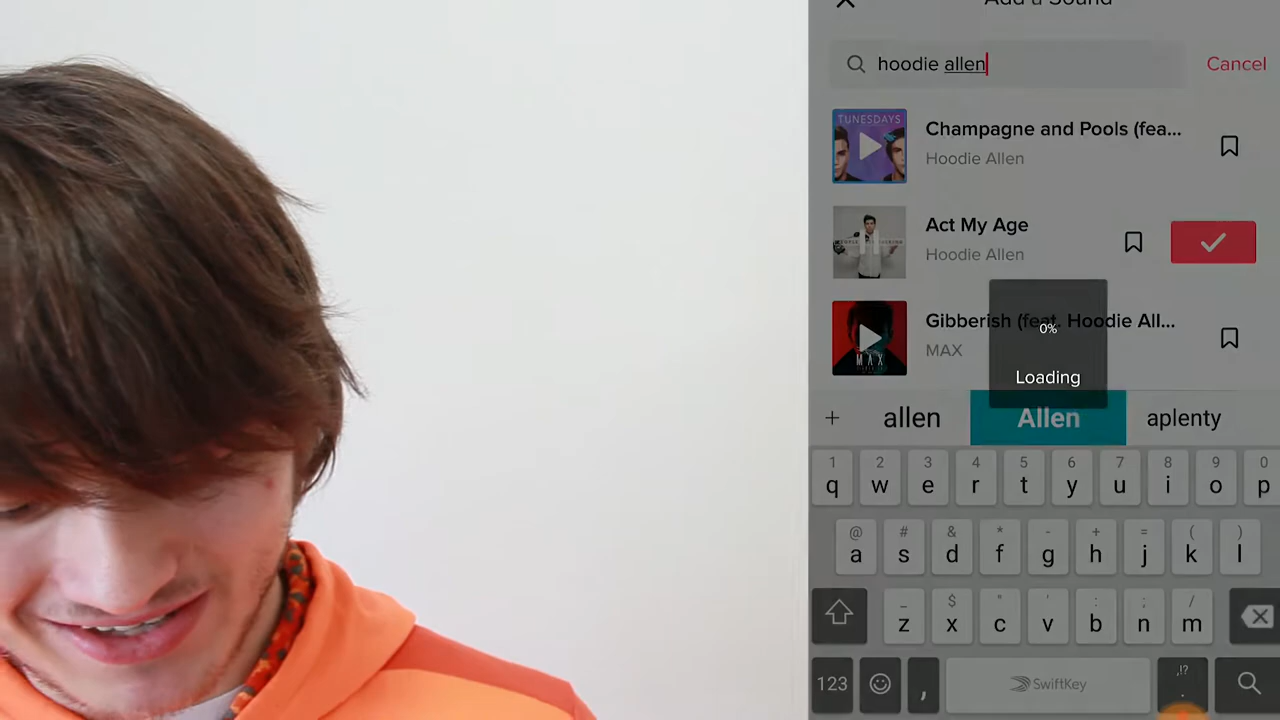 Add a Sound
hoodie allen
Cancel
TUNESDAYS
Champagne and Pools (fea...
Hoodie Allen
Act My Age
Hoodie Allen
Gibberish (feat. Hoodie All...
MAX
MAX
0%
Loading
+ allen Allen aplenty
1 2 3 4 5 6 7 8 9 0
q w e r t y u i o p
@ # & * - + = ( )
a s d f g h j k l
_ $ " ' : ; /
z x c v b n m
123 , SwiftKey ,!? .